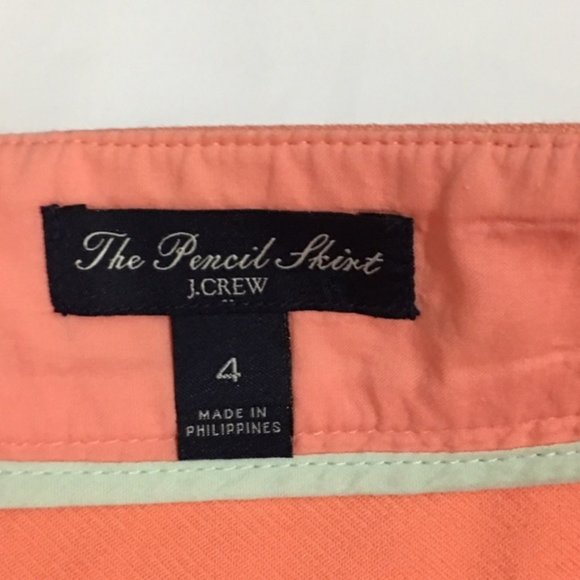 The Pencil Skirt
J.CREW
4
MADE IN
PHILIPPINES